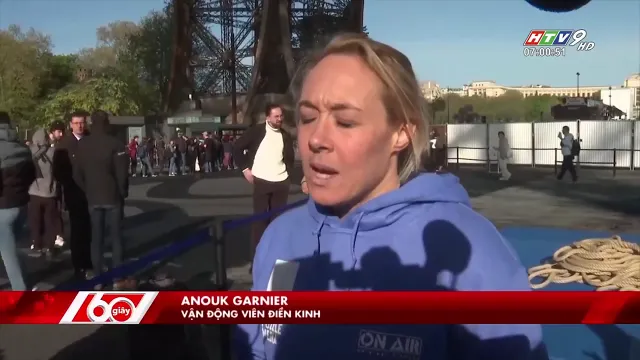 HTV9 HD
07:00:51
ON AIR
60 giây
ANOUK GARNIER
VẬN ĐỘNG VIÊN ĐIỀN KINH